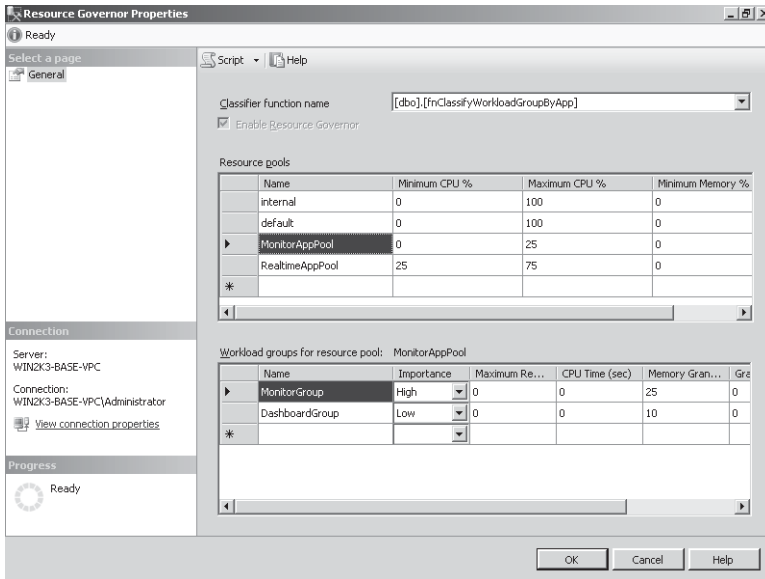 Resource Governor Properties
Ready
Select a page
General
Script Help
Classifier function name [dbo].[fnClassifyWorkloadGroupByApp]
Enable Resource Governor
Resource pools
Name Minimum CPU % Maximum CPU % Minimum Memory %
internal 0 100 0
default 0 100 0
MonitorAppPool 0 25 0
RealtimeAppPool 25 75 0
*
Connection
Server:
WIN2K3-BASE-VPC
Connection:
WIN2K3-BASE-VPC\Administrator
View connection properties
Workload groups for resource pool: MonitorAppPool
Name Importance Maximum Re... CPU Time (sec) Memory Gran... Gra
MonitorGroup High 0 0 25 0
DashboardGroup Low 0 0 10 0
*
Progress
Ready
OK Cancel Help